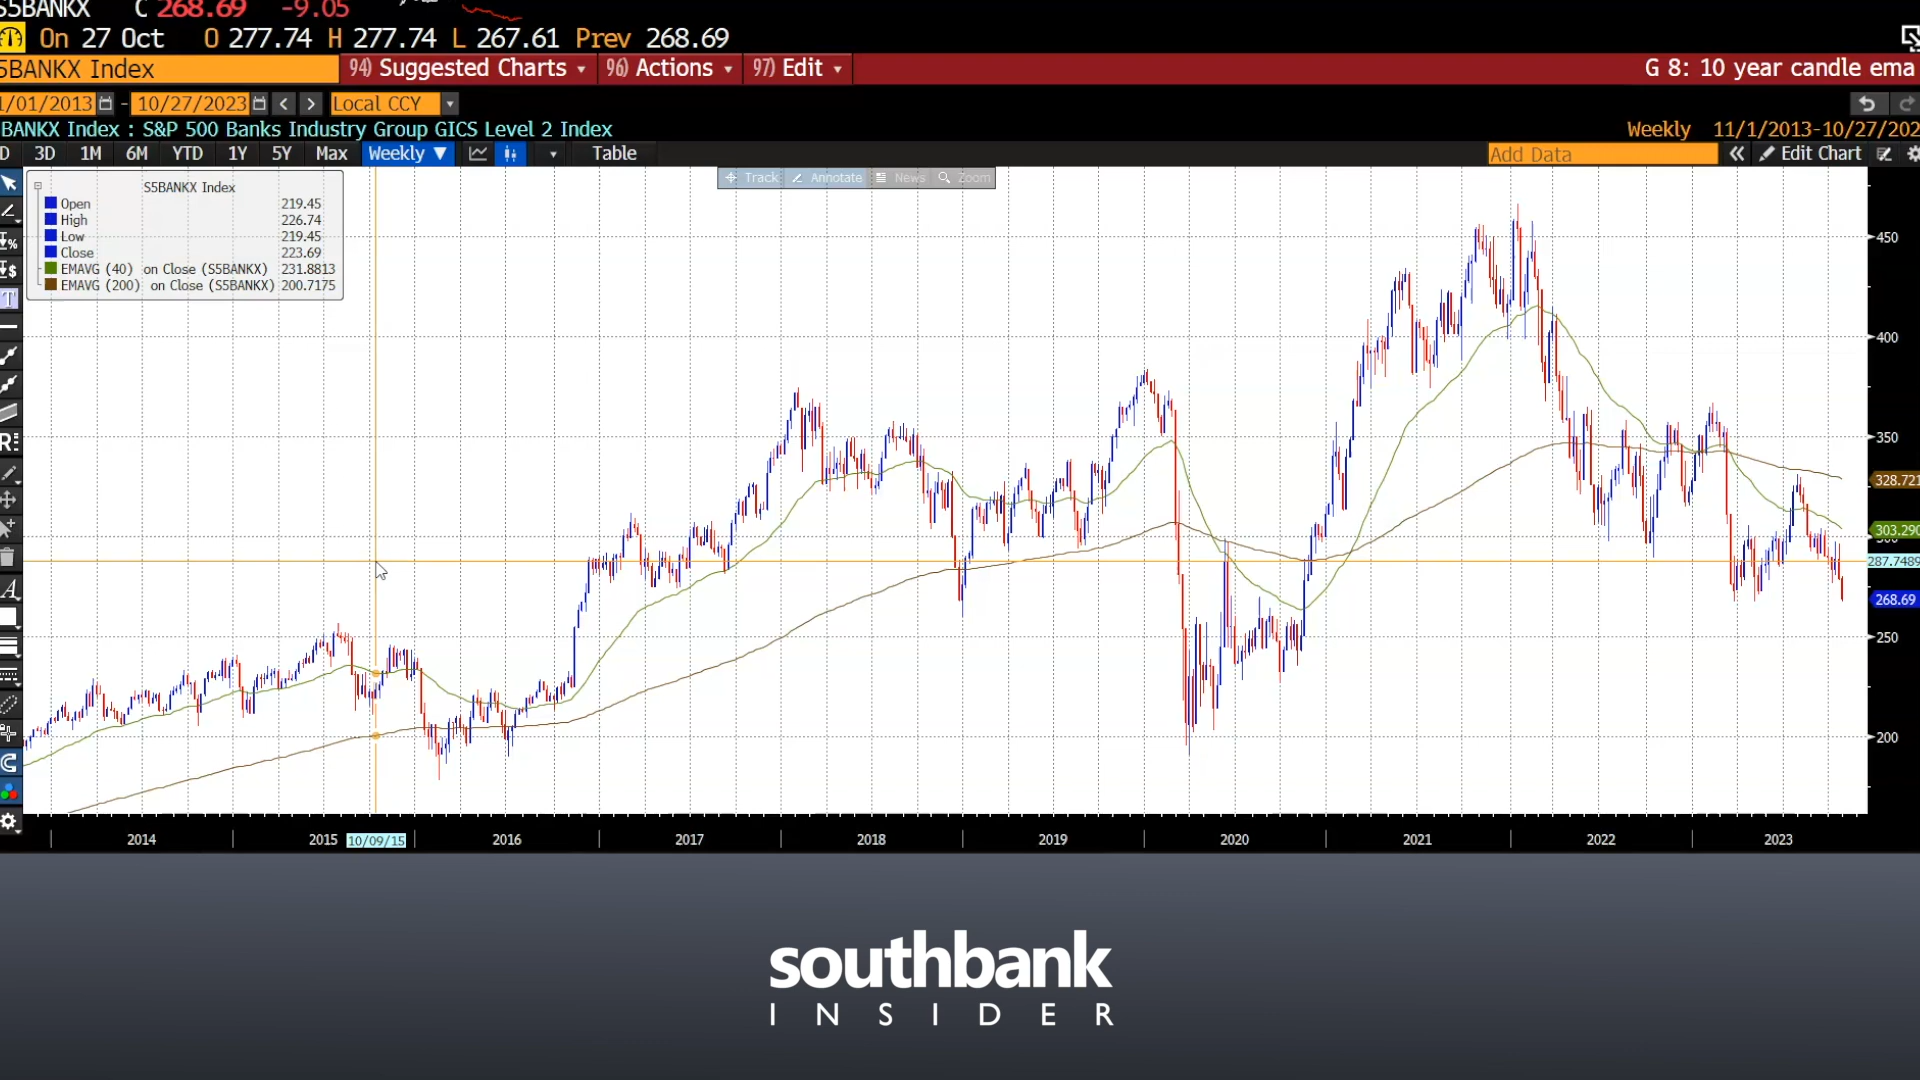 S5BANKX C 268.69 -9.05
On 27 Oct O 277.74 H 277.74 L 267.61 Prev 268.69
5BANKX Index 94) Suggested Charts 96) Actions 97) Edit G 8: 10 year candle ema
1/01/2013 - 10/27/2023 < > Local CCY
BANKX Index : S&P 500 Banks Industry Group GICS Level 2 Index Weekly 11/1/2013-10/27/202
D 3D 1M 6M YTD 1Y 5Y Max Weekly ▼ Table Add Data « Edit Chart
Track Annotate News Zoom
S5BANKX Index
Open 219.45
High 226.74
Low 219.45
Close 223.69
EMAVG (40) on Close (S5BANKX) 231.8813
EMAVG (200) on Close (S5BANKX) 200.7175
450
400
350
328.721
303.290
300
287.7489
268.69
250
200
2014 2015 10/09/15 2016 2017 2018 2019 2020 2021 2022 2023
southbank
INSIDER